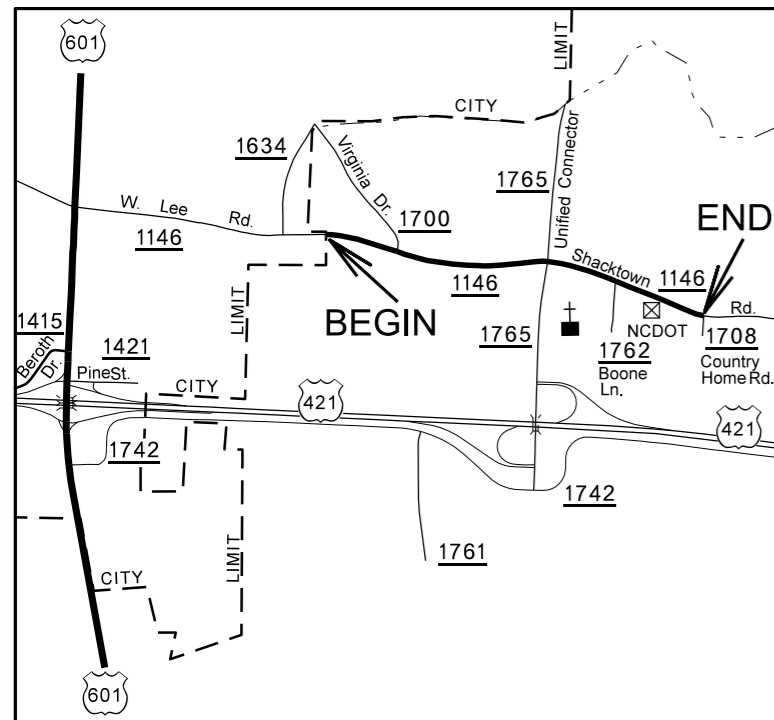 601
LIMIT
CITY
1634
Virginia Dr.
1765
Unified Connector
1700
W. Lee Rd.
1146
END
Shacktown Rd.
1146
1146
BEGIN
LIMIT
1415
Beroth Dr.
1421
Pine St.
1765
NCDOT
1762
Boone
Ln.
1708
Country
Home Rd.
CITY
421
421
1742
1742
LIMIT
1761
CITY
601